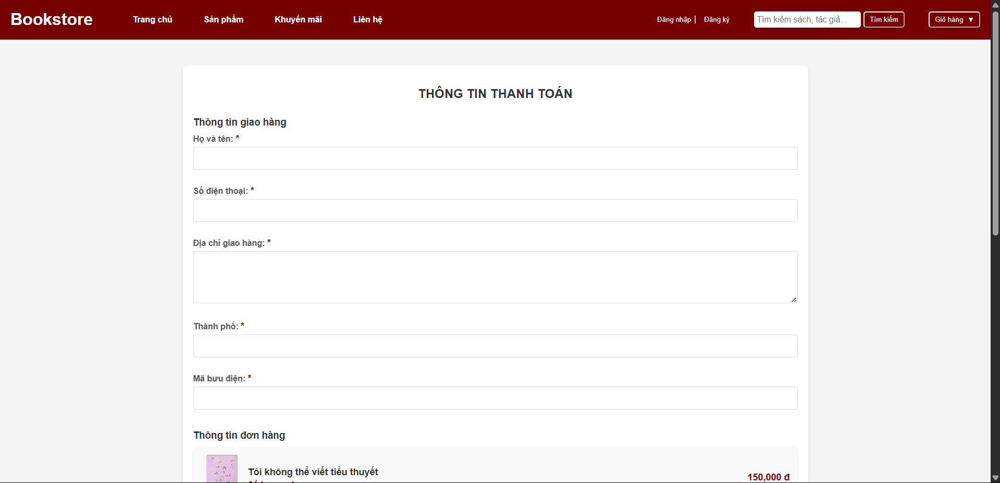 Bookstore
Trang chủ
Sản phẩm
Khuyến mãi
Liên hệ
Đăng nhập |
Đăng ký
Tìm kiếm sách, tác giả...
Tìm kiếm
Giỏ hàng ▼
THÔNG TIN THANH TOÁN
Thông tin giao hàng
Họ và tên: *
Số điện thoại: *
Địa chỉ giao hàng: *
Thành phố: *
Mã bưu điện: *
Thông tin đơn hàng
Tôi không thể viết tiểu thuyết
150,000 đ